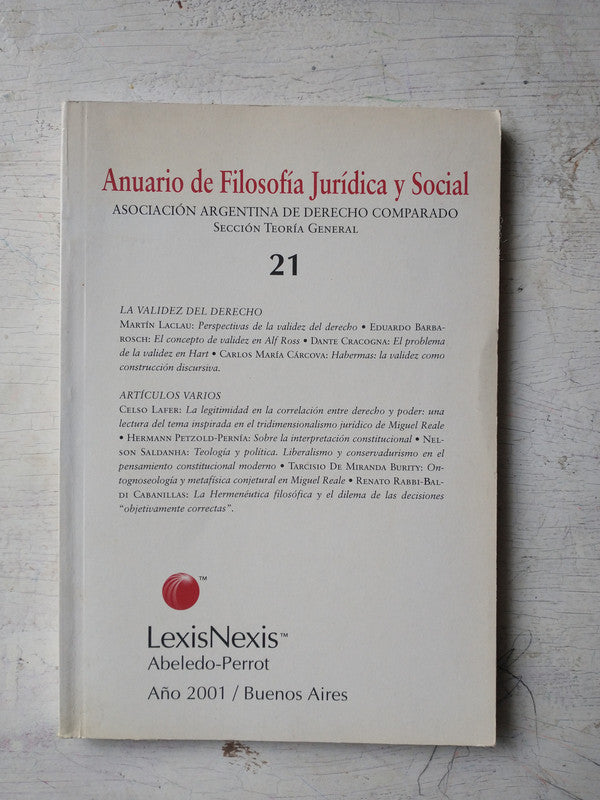 Anuario de Filosofía Jurídica y Social
ASOCIACIÓN ARGENTINA DE DERECHO COMPARADO
SECCIÓN TEORÍA GENERAL
21
LA VALIDEZ DEL DERECHO
MARTÍN LACLAU: Perspectivas de la validez del derecho • EDUARDO BARBA-
ROSCH: El concepto de validez en Alf Ross • DANTE CRACOGNA: El problema
de la validez en Hart • CARLOS MARÍA CÁRCOVA: Habermas: la validez como
construcción discursiva.
ARTÍCULOS VARIOS
CELSO LAFER: La legitimidad en la correlación entre derecho y poder: una
lectura del tema inspirada en el tridimensionalismo jurídico de Miguel Reale
• HERMANN PETZOLD-PERNÍA: Sobre la interpretación constitucional • NEL-
SON SALDANHA: Teología y política. Liberalismo y conservadurismo en el
pensamiento constitucional moderno • TARCISIO DE MIRANDA BURITY: On-
tognoseología y metafísica conjetural en Miguel Reale • RENATO RABBI-BAL-
DI CABANILLAS: La Hermenéutica filosófica y el dilema de las decisiones
“objetivamente correctas”.
TM
LexisNexis™
Abeledo-Perrot
Año 2001 / Buenos Aires